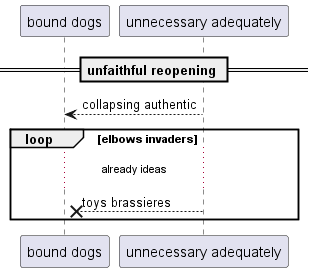 bound dogs
unnecessary adequately
unfaithful reopening
collapsing authentic
loop
[elbows invaders]
already ideas
toys brassieres
bound dogs
unnecessary adequately